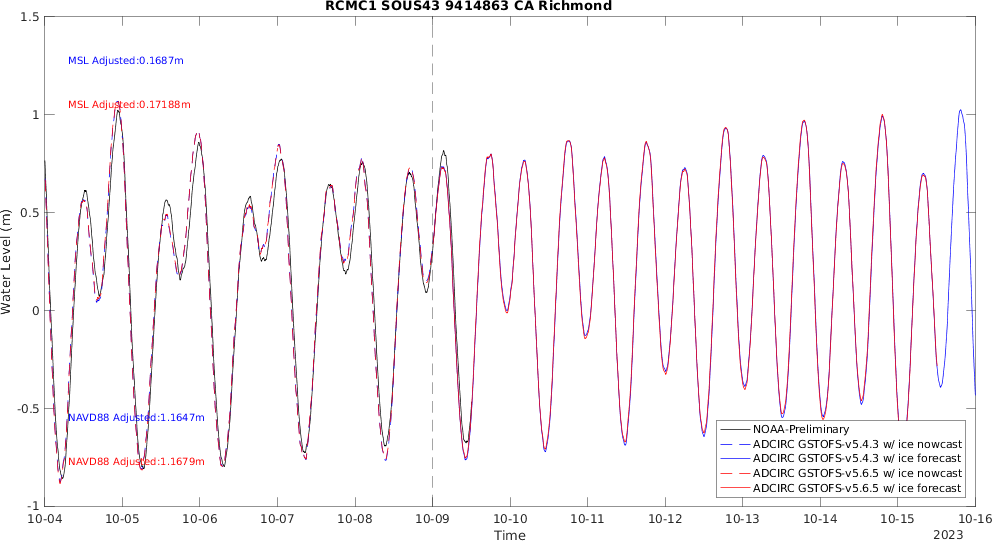 RCMC1 SOUS43 9414863 CA Richmond
1.5
1
0.5
0
-0.5
-1
Water Level (m)
MSL Adjusted:0.1687m
MSL Adjusted:0.17188m
NAVD88 Adjusted:1.1647m
NAVD88 Adjusted:1.1679m
NOAA-Preliminary
ADCIRC GSTOFS-v5.4.3 w/ ice nowcast
ADCIRC GSTOFS-v5.4.3 w/ ice forecast
ADCIRC GSTOFS-v5.6.5 w/ ice nowcast
ADCIRC GSTOFS-v5.6.5 w/ ice forecast
10-04 10-05 10-06 10-07 10-08 10-09 10-10 10-11 10-12 10-13 10-14 10-15 10-16
Time
2023